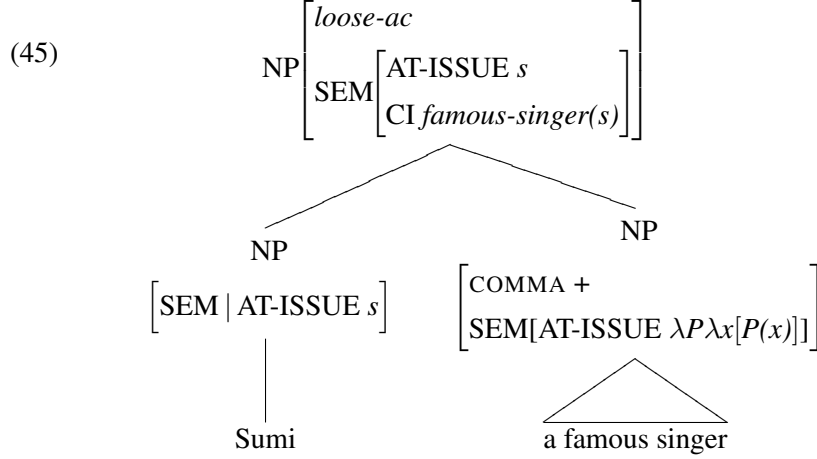 (45)
NP[loose-ac
SEM[AT-ISSUE s
CI famous-singer(s)]]
NP
[SEM | AT-ISSUE s]
Sumi
NP
[COMMA +
SEM[AT-ISSUE λPλx[P(x)]]]
a famous singer